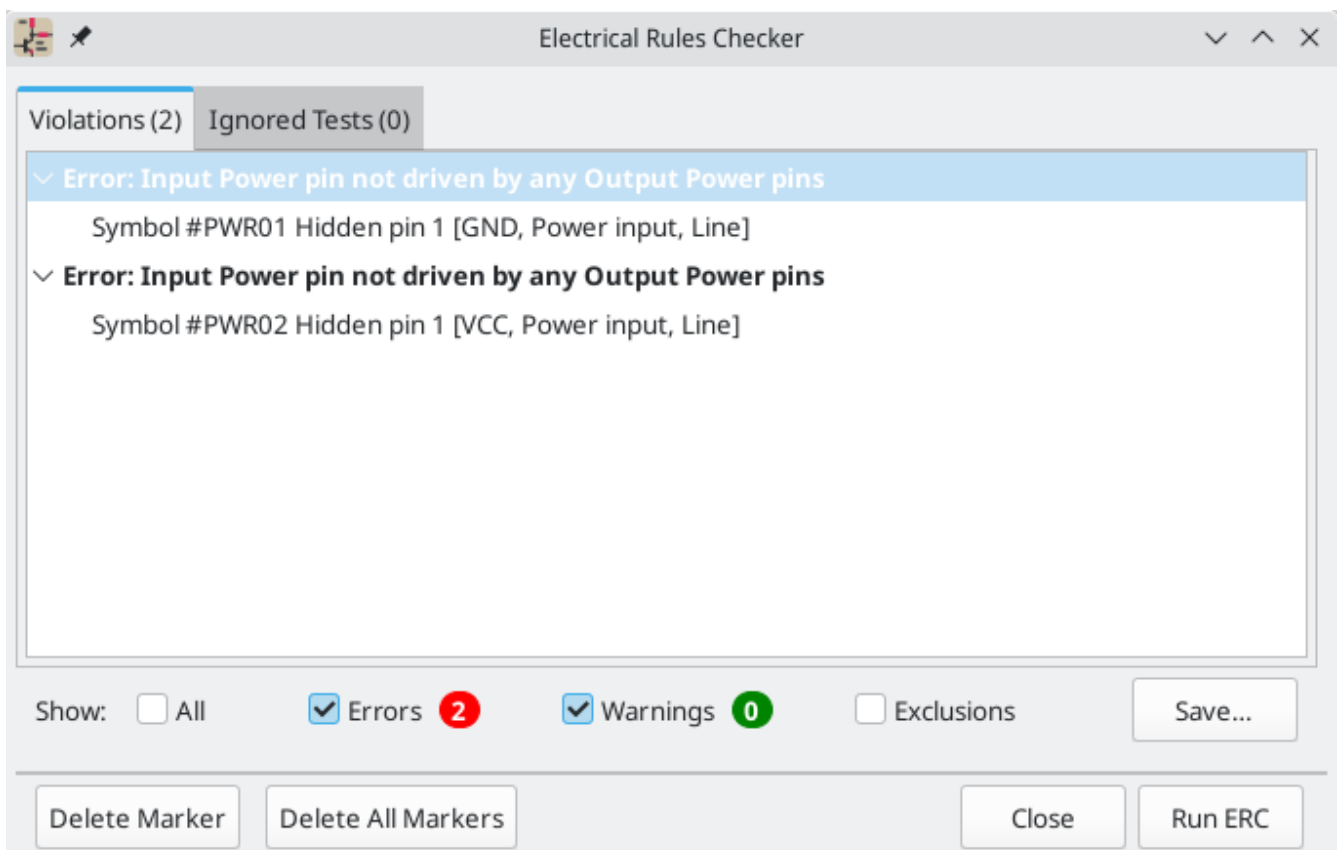 Electrical Rules Checker
Violations (2) Ignored Tests (0)
Error: Input Power pin not driven by any Output Power pins
Symbol #PWR01 Hidden pin 1 [GND, Power input, Line]
Error: Input Power pin not driven by any Output Power pins
Symbol #PWR02 Hidden pin 1 [VCC, Power input, Line]
Show: All Errors 2 Warnings 0 Exclusions Save...
Delete Marker Delete All Markers Close Run ERC